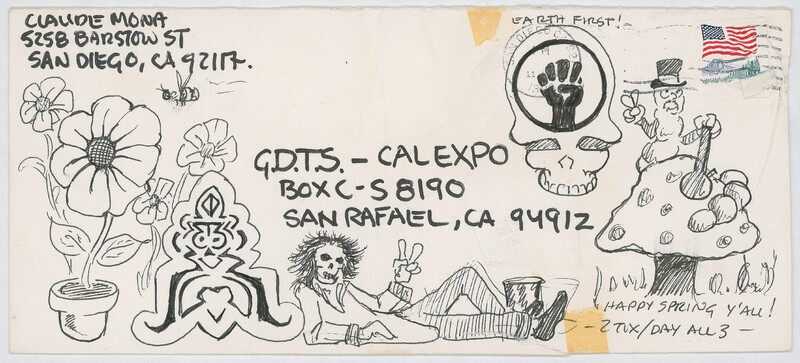 CLAUDE MONA
5258 BARSTOW ST
SAN DIEGO, CA 92117.
EARTH FIRST!
G.D.T.S. – CAL EXPO
BOX C-S 8190
SAN RAFAEL, CA 94912
HAPPY SPRING Y'ALL!
– 2 TIX/DAY ALL 3 –